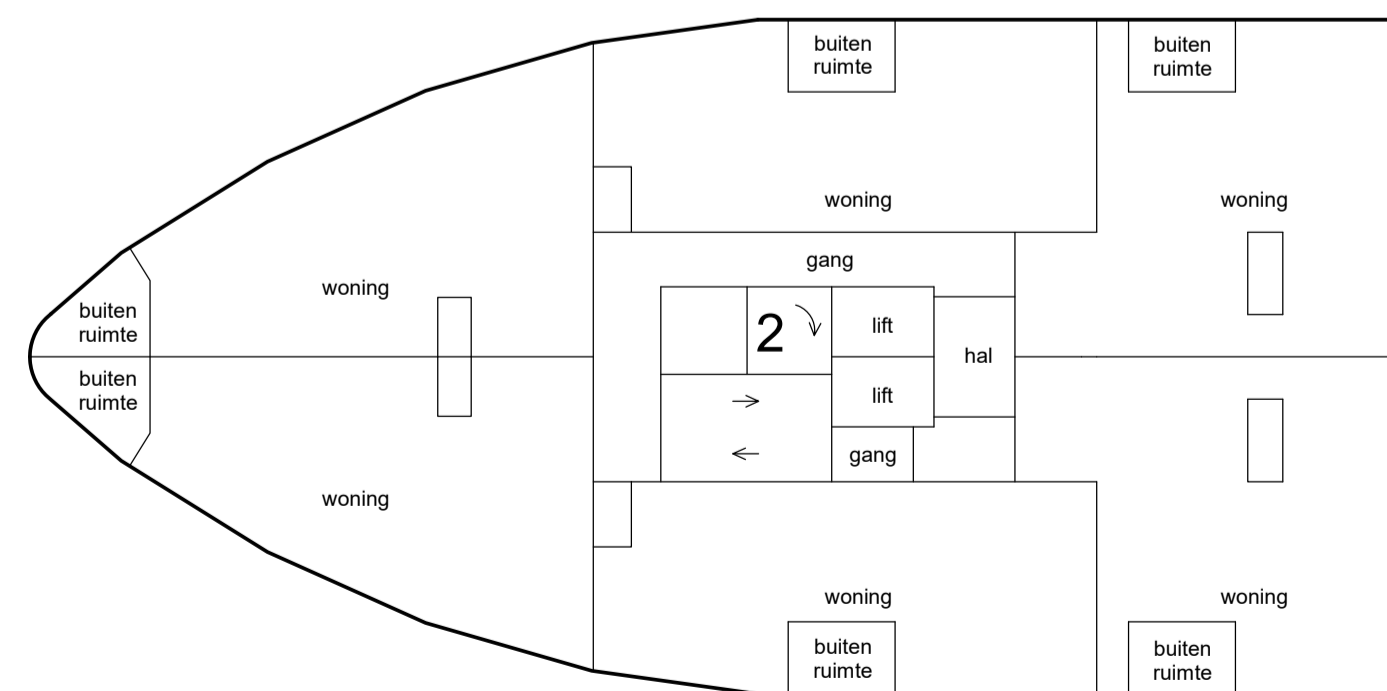 buiten
ruimte
buiten
ruimte
woning
woning
gang
woning
buiten
ruimte
2
lift
hal
buiten
ruimte
lift
gang
woning
woning
woning
buiten
ruimte
buiten
ruimte